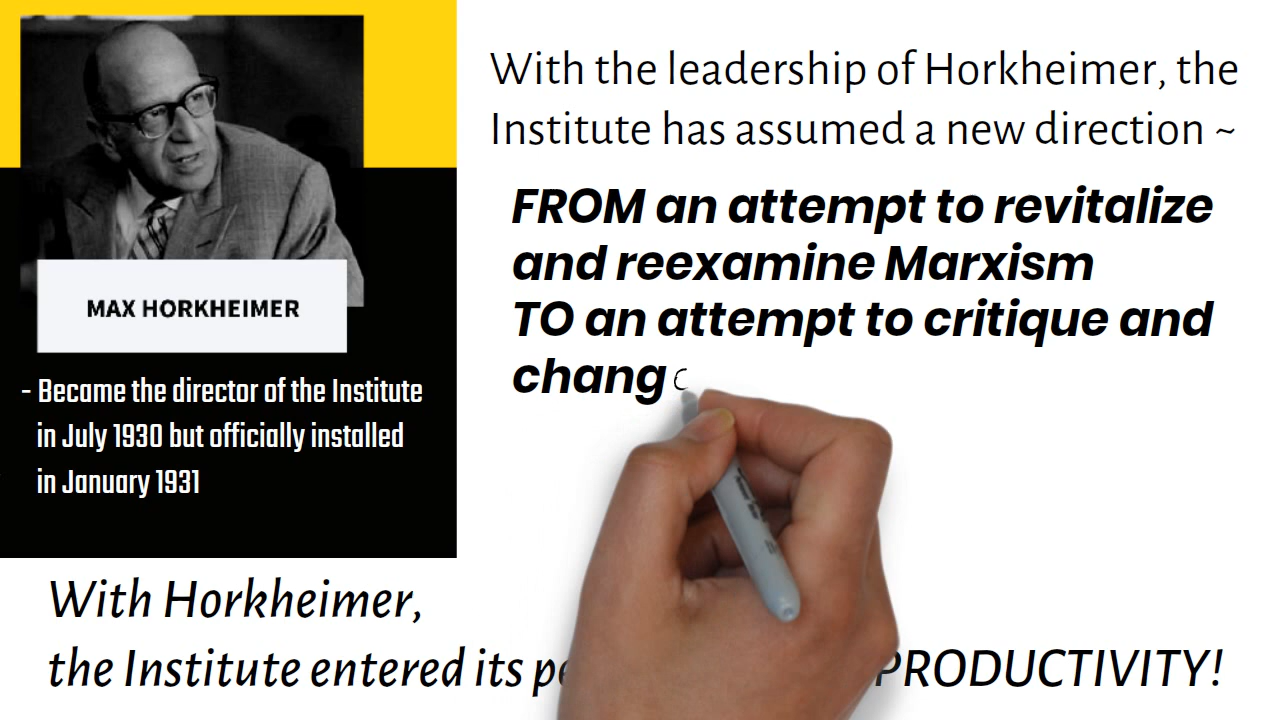 MAX HORKHEIMER
- Became the director of the Institute
in July 1930 but officially installed
in January 1931
With the leadership of Horkheimer, the
Institute has assumed a new direction ~
FROM an attempt to revitalize
and reexamine Marxism
TO an attempt to critique and
chang
With Horkheimer,
the Institute entered its
PRODUCTIVITY!